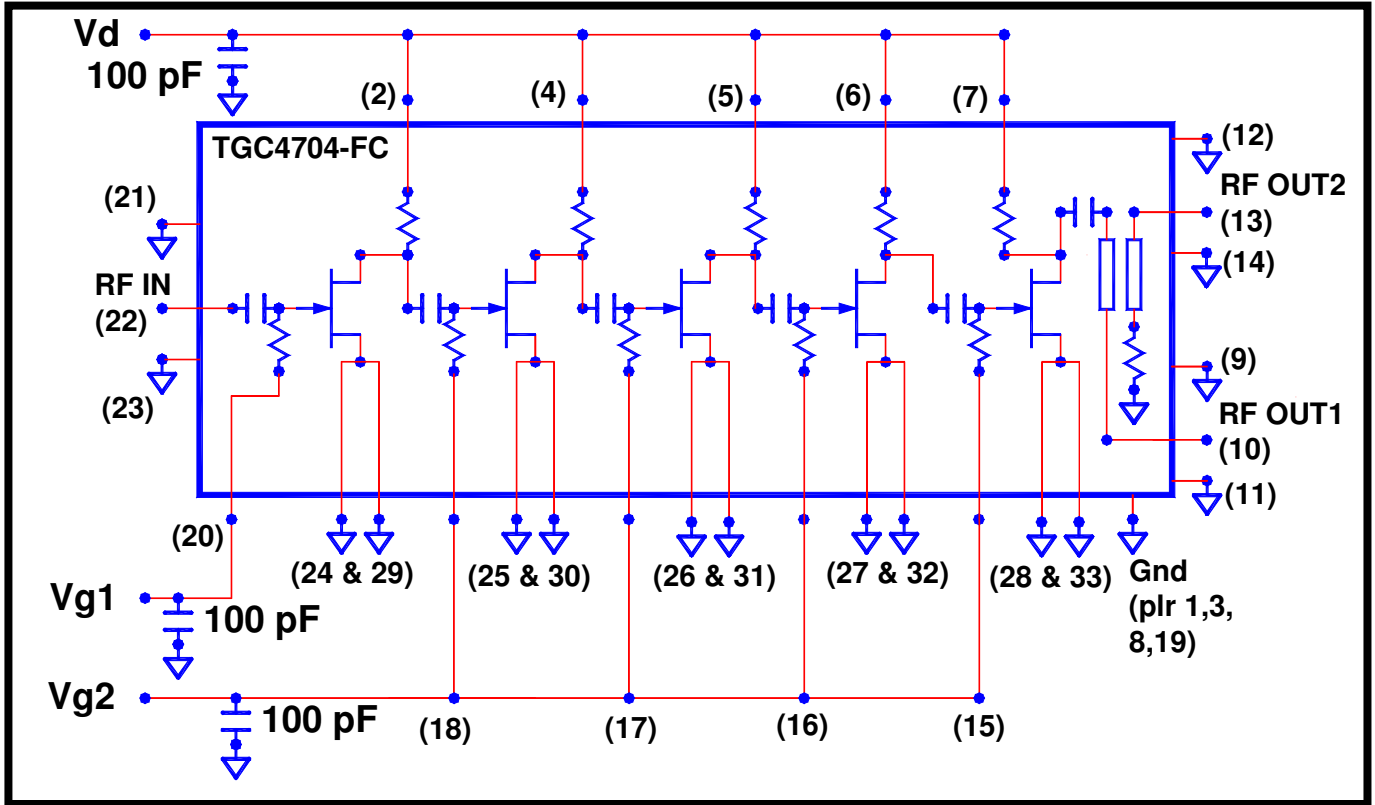 Vd
100 pF
(2)
(4)
(5)
(6)
(7)
TGC4704-FC
(12)
RF OUT2
(13)
(14)
(21)
RF IN
(22)
(23)
(9)
RF OUT1
(10)
(11)
(20)
(24 & 29)
(25 & 30)
(26 & 31)
(27 & 32)
(28 & 33)
Gnd
(plr 1,3,
8,19)
Vg1
100 pF
Vg2
100 pF
(18)
(17)
(16)
(15)